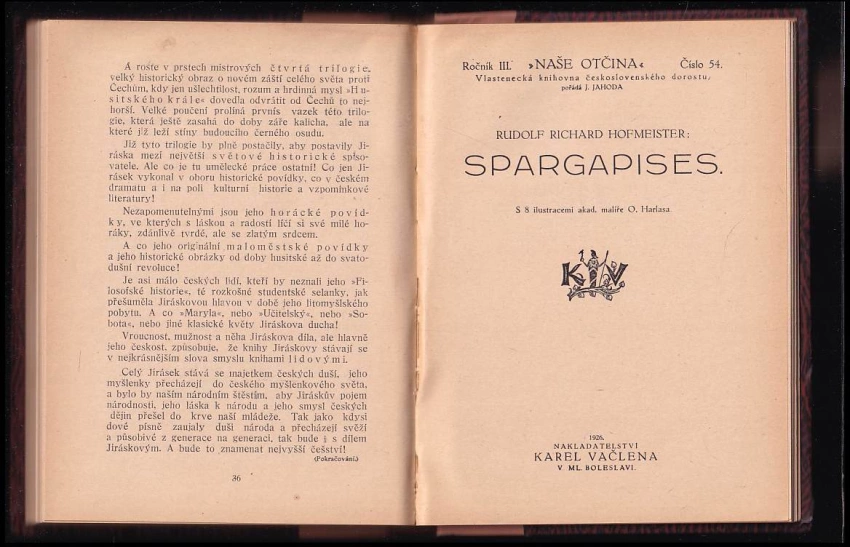 A roste v prstech mistrových čtvrtá trilogie,
velký historický obraz o novém záští celého světa proti
Čechům, kdy jen ušlechtilost, rozum a hrdinná mysl »Hu-
sitského krále« dovedla odvrátit od Čechů to nej-
horší. Velké poučení prolíná prvnís vazek této trilo-
gie, která ještě zasahá do doby záře kalicha, ale na
které již leží stíny budoucího černého osudu.
Již tyto trilogie by plně postačily, aby postavily Ji-
ráska mezi největší světové historické spiso-
vatele. Ale co je tu umělecké práce ostatní! Co jen Ji-
rásek vykonal v oboru historické povídky, co v českém
dramatu a i na poli kulturní historie a vzpomínkové
literatury!
Nezapomenutelnými jsou jeho horácké povíd-
ky, ve kterých s láskou a radostí líčí si své milé ho-
ráky, zdánlivě tvrdé, ale se zlatým srdcem.
A co jeho originální maloměstské povídky
a jeho historické obrázky od doby husitské až do svato-
dušní revoluce!
Je asi málo českých lidí, kteří by neznali jeho »Fi-
losofské historie«, té rozkošné studentské selanky, jak
přešuměla Jiráskovou hlavou v době jeho litomyšlského
pobytu. A co »Maryla«, nebo »Učitelský«, nebo »So-
bota«, nebo jiné klasické květy Jiráskova ducha!
Vroucnost, mužnost a něha Jiráskova díla, ale hlavně
jeho českost, způsobuje, že knihy Jiráskovy stávají se
v nejkrásnějším slova smyslu knihami lidovými.
Celý Jirásek stává se majetkem českých duší, jeho
myšlenky přecházejí do českého myšlenkového světa,
a bylo by naším národním štěstím, aby Jiráskův pojem
národnosti, jeho láska k národu a jeho smysl českých
dějin přešel do krve naší mládeže. Tak jako kdysi
dové písně zaujaly duši národa a přecházejí svěží
a působivé z generace na generaci, tak bude i s dílem
Jiráskovým. A bude to znamenat nejvyšší češství!
(Pokračování.)
36
Ročník III. »NAŠE OTČINA« Číslo 54.
Vlastenecká knihovna československého dorostu,
pořádá J. JAHODA
RUDOLF RICHARD HOFMEISTER:
SPARGAPISES.
S 8 ilustracemi akad. malíře O. Harlasa
K V
1926.
NAKLADATELSTVÍ
KAREL VAČLENA
V ML. BOLESLAVI.